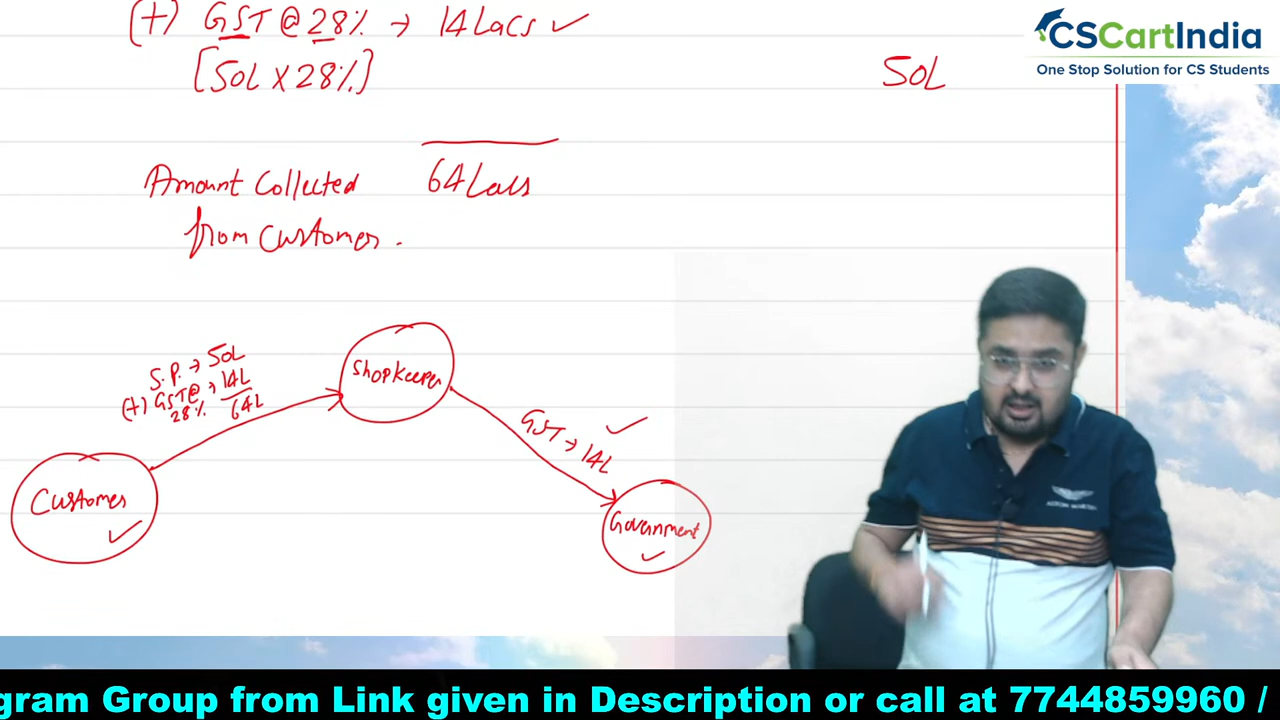 (+) GST @ 28% → 14 Lacs ✓
[50L X 28%]
50L
CSCartIndia
One Stop Solution for CS Students
64 Lacs
Amount Collected
from Customer.
S.P. → 50L
(+) GST@ → 14L
28%
64L
Shopkeeper
GST → 14L
Customer
Government
gram Group from Link given in Description or call at 7744859960 /